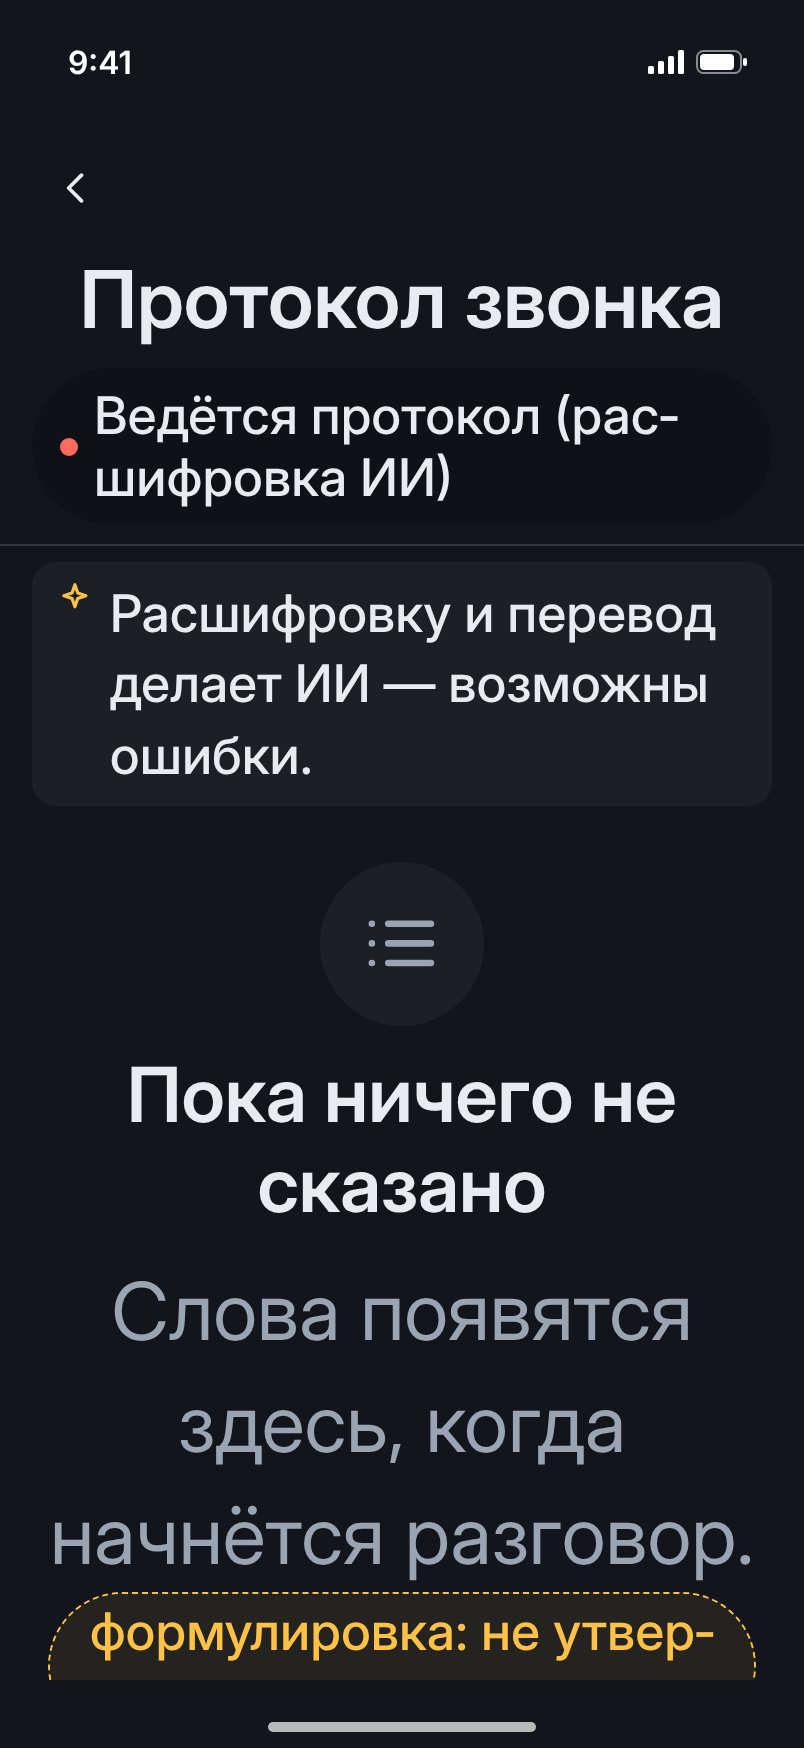 9:41
Протокол звонка
Ведётся протокол (рас-
шифровка ИИ)
Расшифровку и перевод
делает ИИ — возможны
ошибки.
Пока ничего не
сказано
Слова появятся
здесь, когда
начнётся разговор.
формулировка: не утвер-